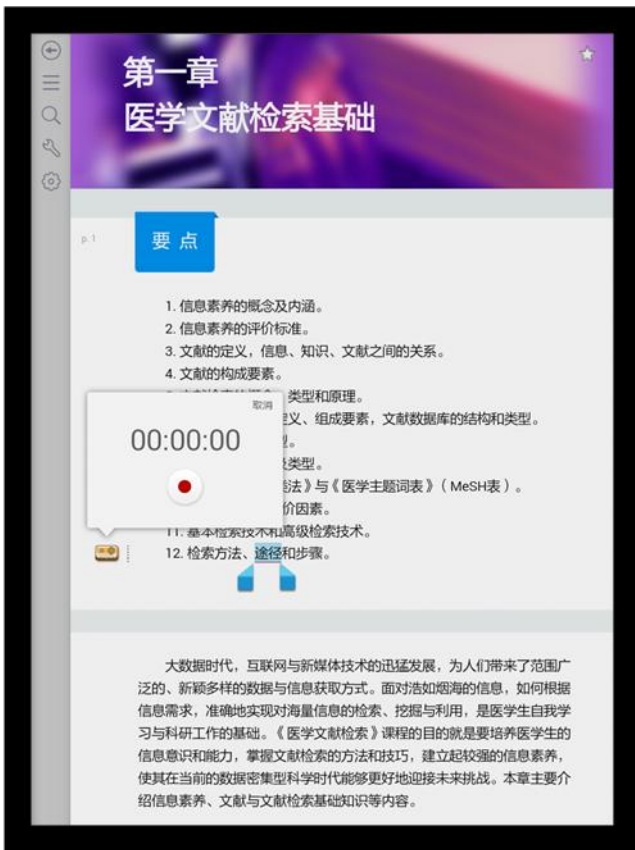 第一章
医学文献检索基础
p.1
要点
1. 信息素养的概念及内涵。
2. 信息素养的评价标准。
3. 文献的定义，信息、知识、文献之间的关系。
4. 文献的构成要素。
类型和原理。
义、组成要素，文献数据库的结构和类型。
取消
00:00:00
类型。
法》与《医学主题词表》（MeSH表）。
价因素。
11. 基本检索技术和高级检索技术。
12. 检索方法、途径和步骤。
大数据时代，互联网与新媒体技术的迅猛发展，为人们带来了范围广
泛的、新颖多样的数据与信息获取方式。面对浩如烟海的信息，如何根据
信息需求，准确地实现对海量信息的检索、挖掘与利用，是医学生自我学
习与科研工作的基础。《医学文献检索》课程的目的就是要培养医学生的
信息意识和能力，掌握文献检索的方法和技巧，建立起较强的信息素养，
使其在当前的数据密集型科学时代能够更好地迎接未来挑战。本章主要介
绍信息素养、文献与文献检索基础知识等内容。